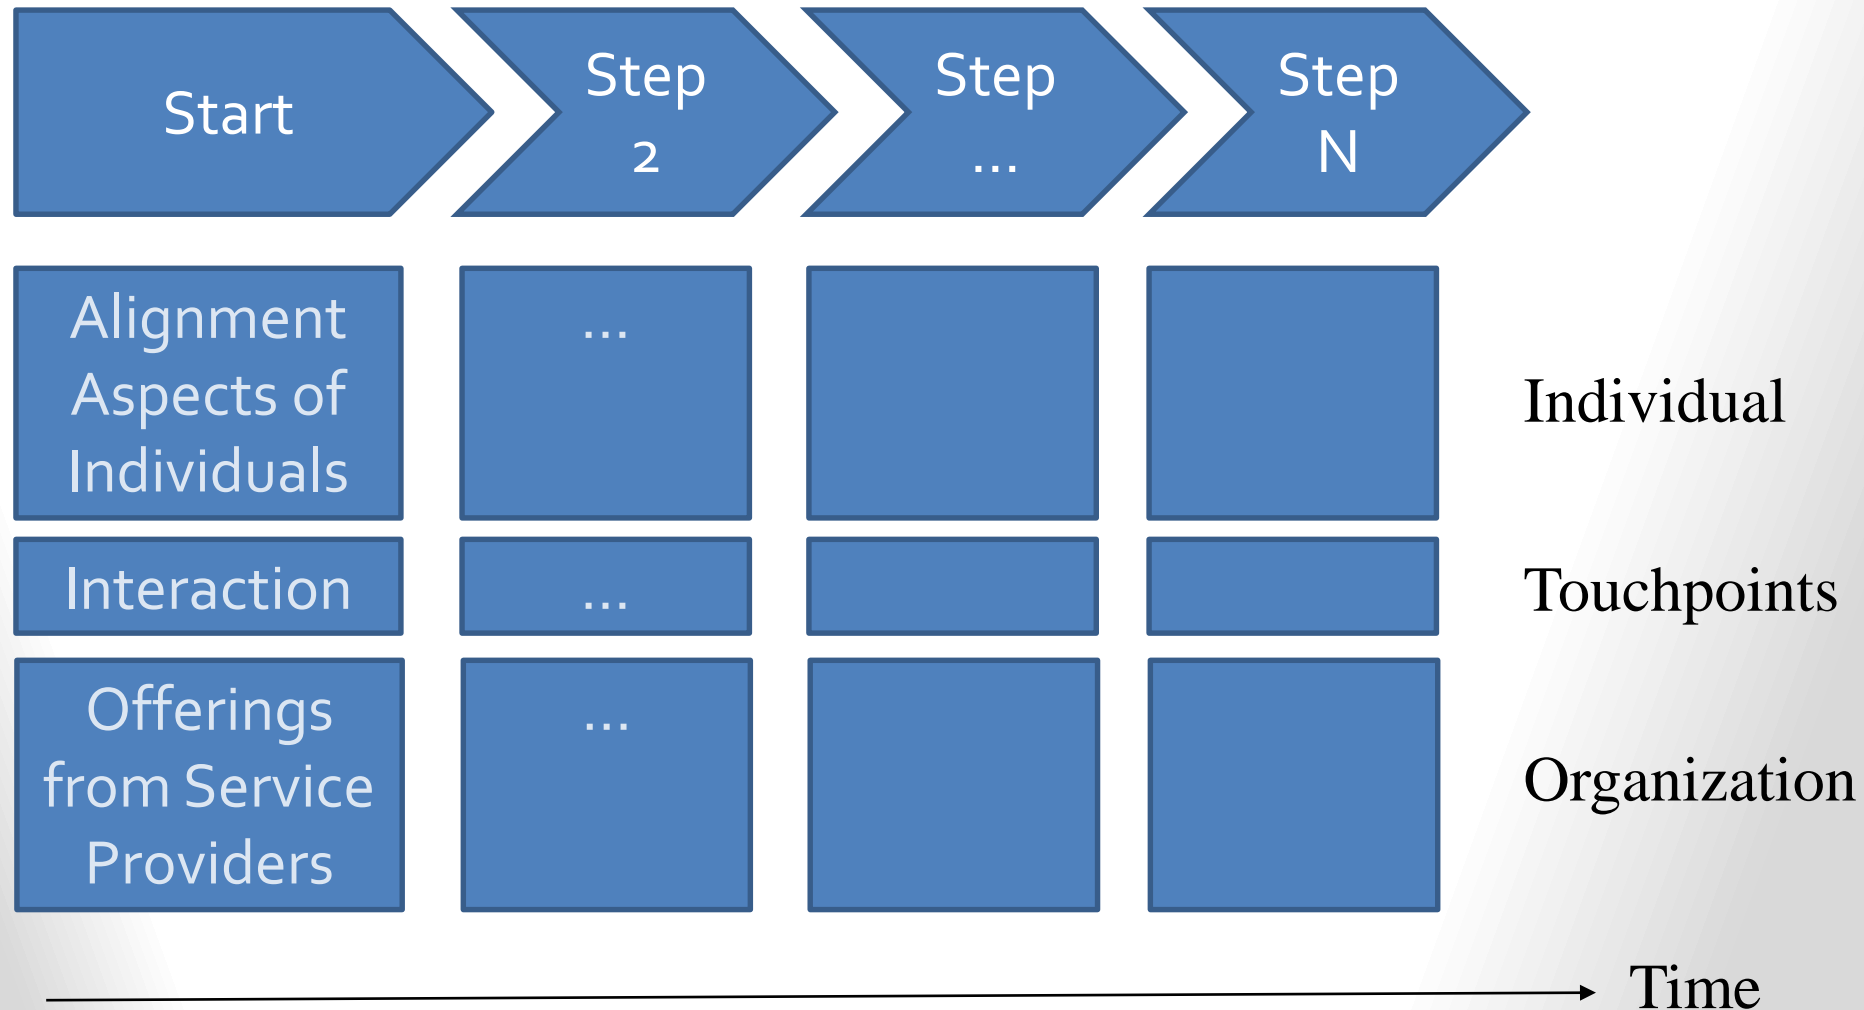 Start
Step
2
Step
...
Step
N
Alignment
Aspects of
Individuals
...
Individual
Interaction
...
Touchpoints
Offerings
from Service
Providers
...
Organization
Time